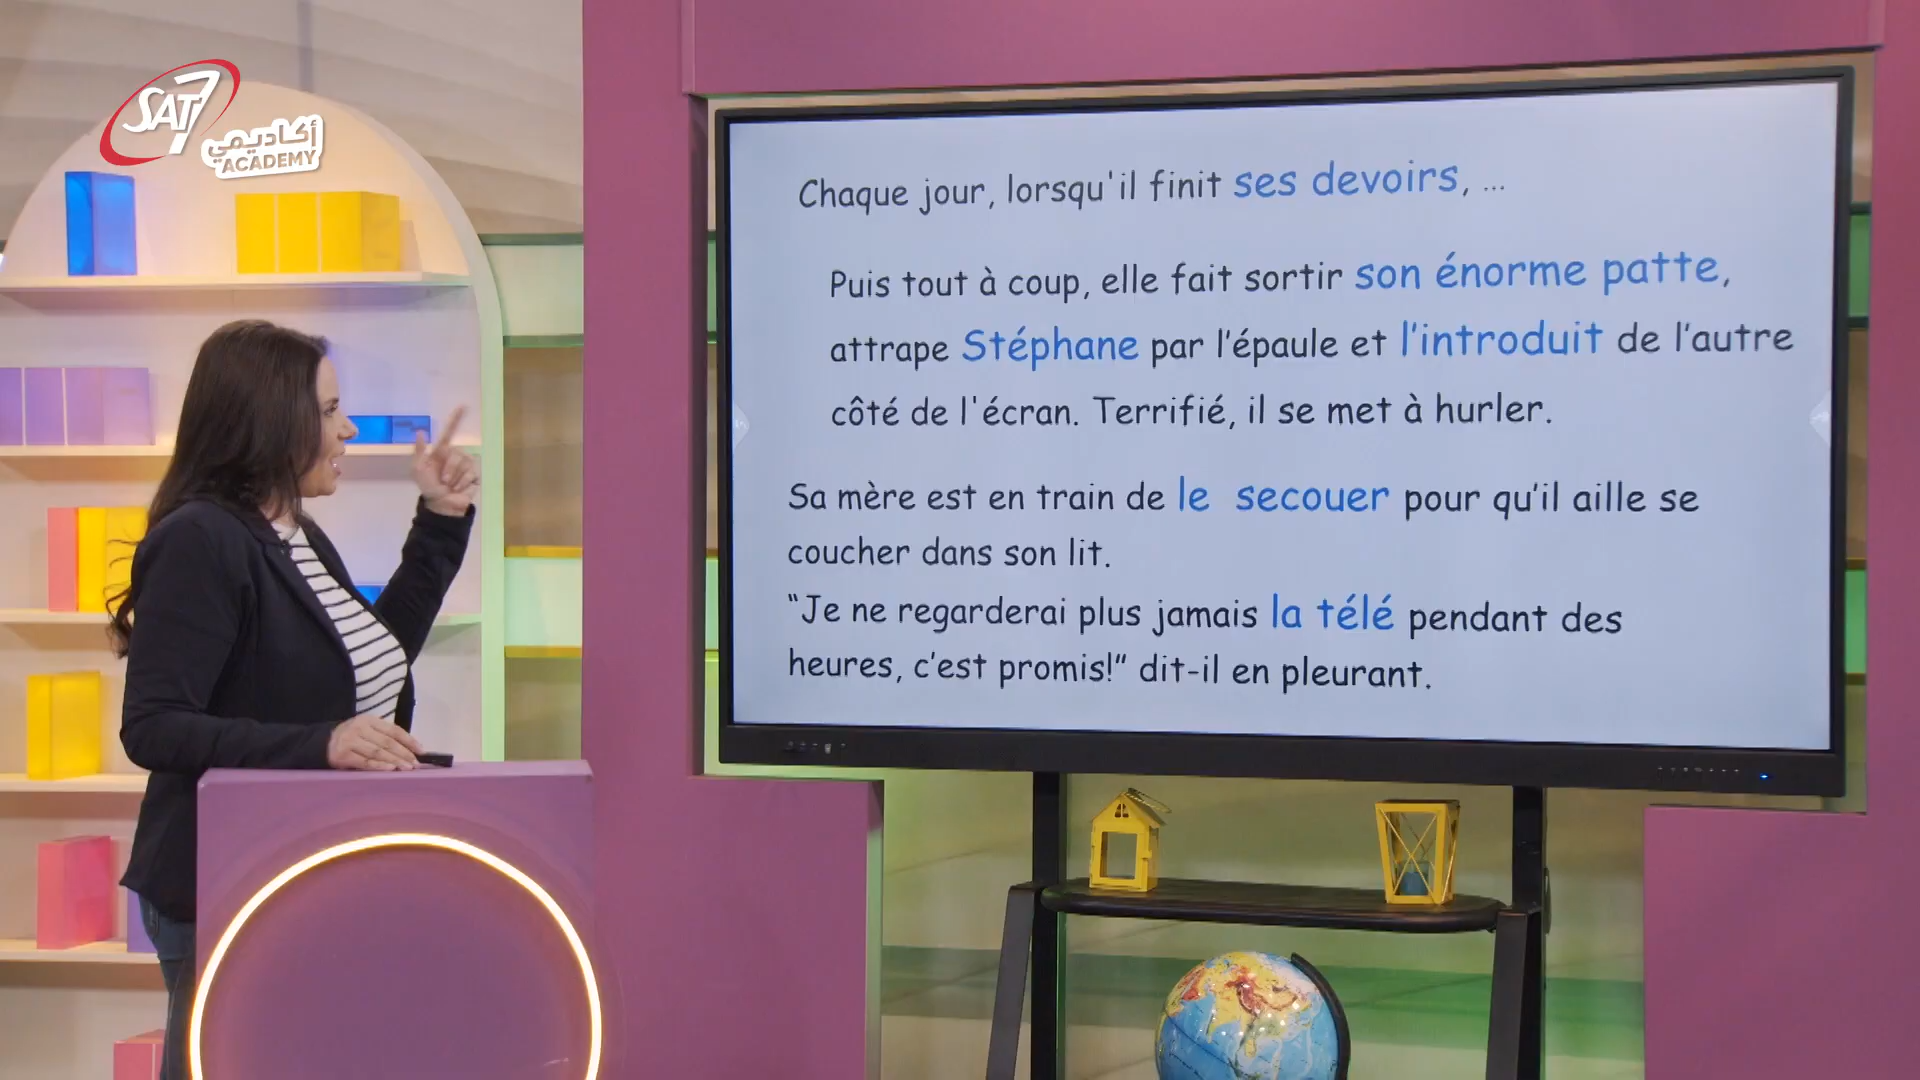 SAT7
أكاديمي
ACADEMY
Chaque jour, lorsqu'il finit ses devoirs, ...
Puis tout à coup, elle fait sortir son énorme patte,
attrape Stéphane par l'épaule et l'introduit de l'autre
côté de l'écran. Terrifié, il se met à hurler.
Sa mère est en train de le secouer pour qu'il aille se
coucher dans son lit.
“Je ne regarderai plus jamais la télé pendant des
heures, c'est promis!” dit-il en pleurant.